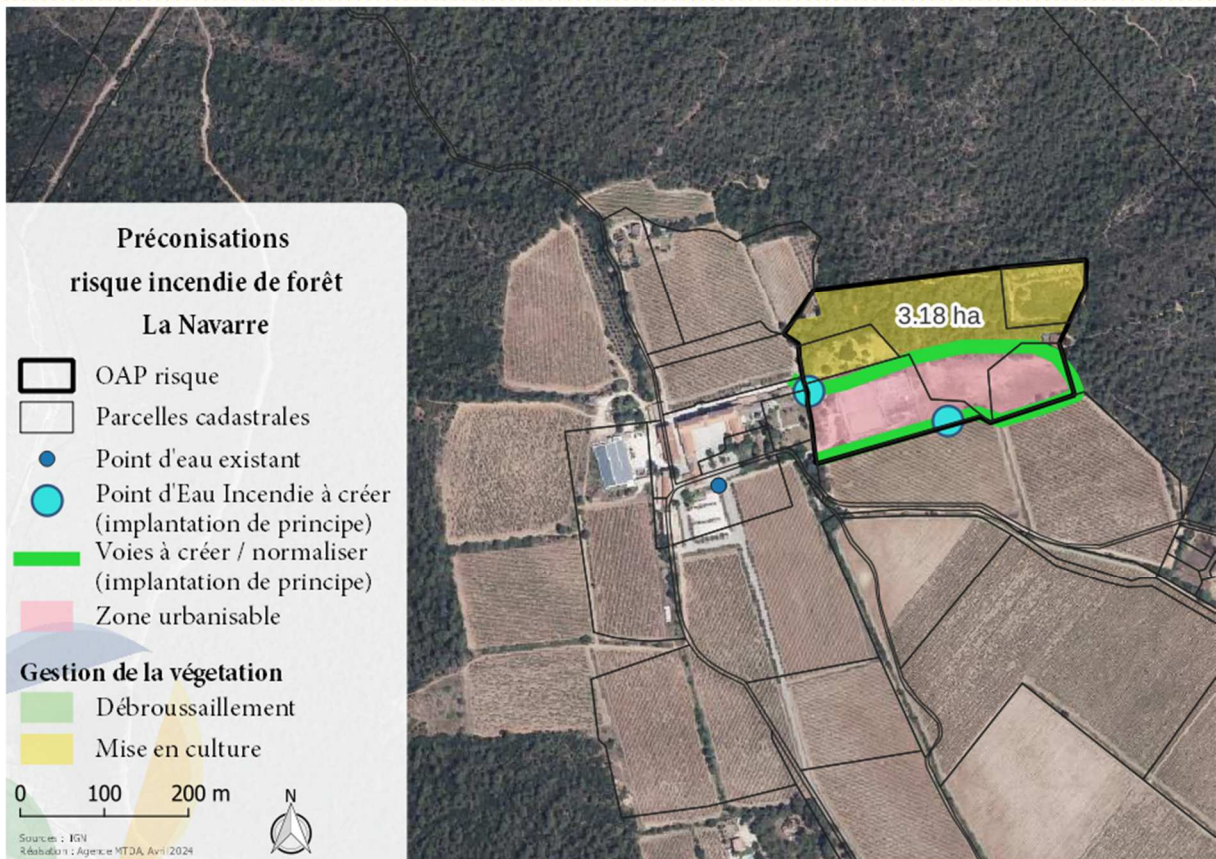 Préconisations
risque incendie de forêt
La Navarre
OAP risque
Parcelles cadastrales
Point d'eau existant
Point d'Eau Incendie à créer
(implantation de principe)
Voies à créer / normaliser
(implantation de principe)
Zone urbanisable
Gestion de la végetation
Débroussaillement
Mise en culture
0 100 200 m
N
Sources : IGN
Réalisation : Agence MTDA, Avril 2024
3.18 ha